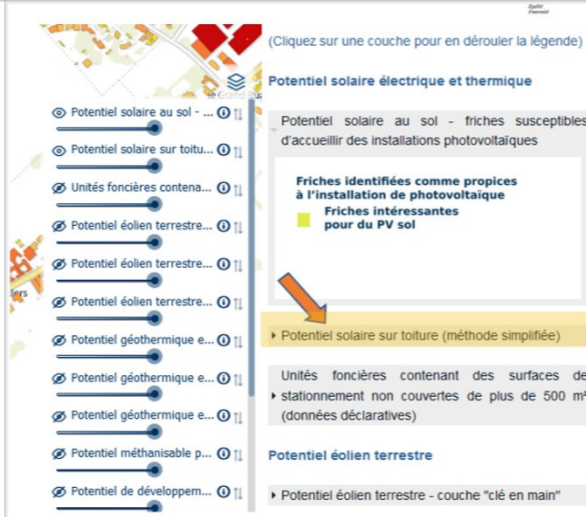 Égalité
Fraternité
(Cliquez sur une couche pour en dérouler la légende)
le Grand
Potentiel solaire électrique et thermique
Potentiel solaire au sol - ...
Potentiel solaire sur toitu...
Unités foncières contena...
Potentiel éolien terrestre...
Potentiel éolien terrestre...
Potentiel éolien terrestre...
Potentiel géothermique e...
Potentiel géothermique e...
Potentiel géothermique e...
Potentiel méthanisable p...
Potentiel de développem...
lers
Potentiel solaire au sol - friches susceptibles
d'accueillir des installations photovoltaïques
Friches identifiées comme propices
à l'installation de photovoltaïque
Friches intéressantes
pour du PV sol
Potentiel solaire sur toiture (méthode simplifiée)
Unités foncières contenant des surfaces de
stationnement non couvertes de plus de 500 m²
(données déclaratives)
Potentiel éolien terrestre
Potentiel éolien terrestre - couche "clé en main"